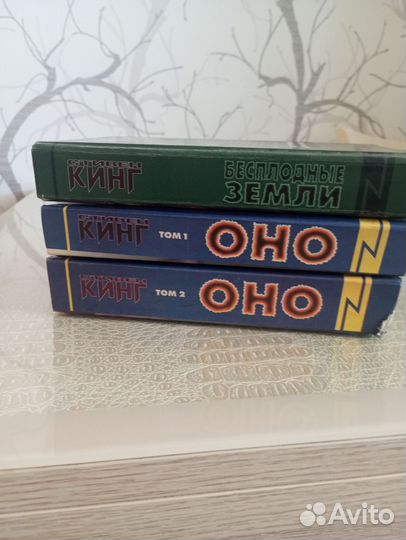 СТИВЕН
КИНГ
БЕСПЛОДНЫЕ
ЗЕМЛИ
СТИВЕН
КИНГ
ТОМ 1
ОНО
СТИВЕН
КИНГ
ТОМ 2
ОНО
Avito